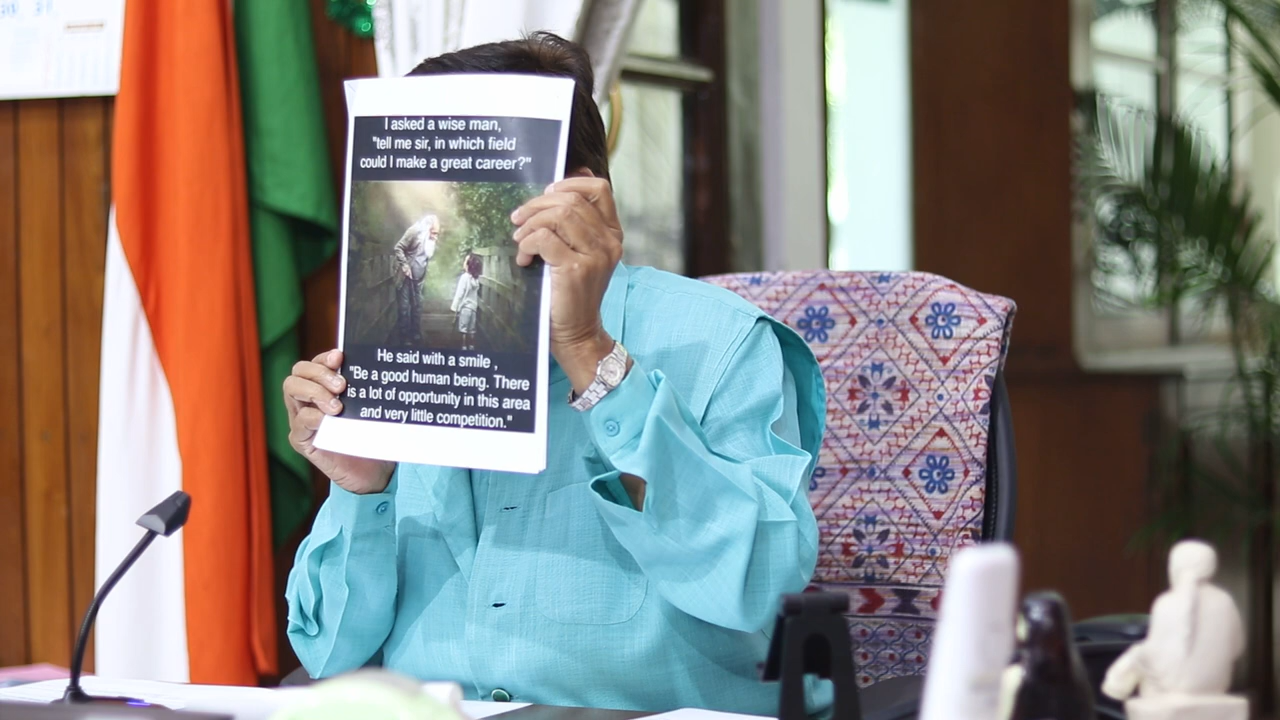 I asked a wise man,
"tell me sir, in which field
could I make a great career?"
He said with a smile ,
"Be a good human being. There
is a lot of opportunity in this area
and very little competition."